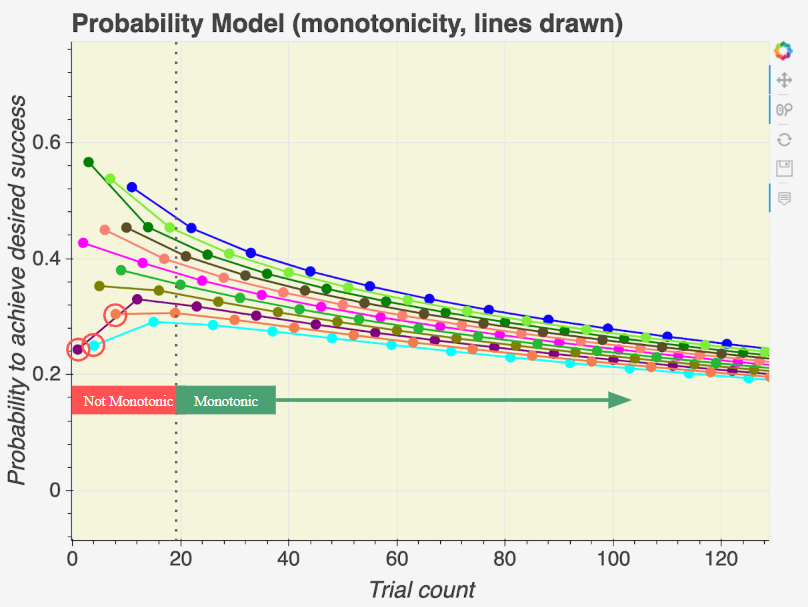 Probability Model (monotonicity, lines drawn)
Probability to achieve desired success
0.6
0.4
0.2
0
Not Monotonic
Monotonic
0
20
40
60
80
100
120
Trial count